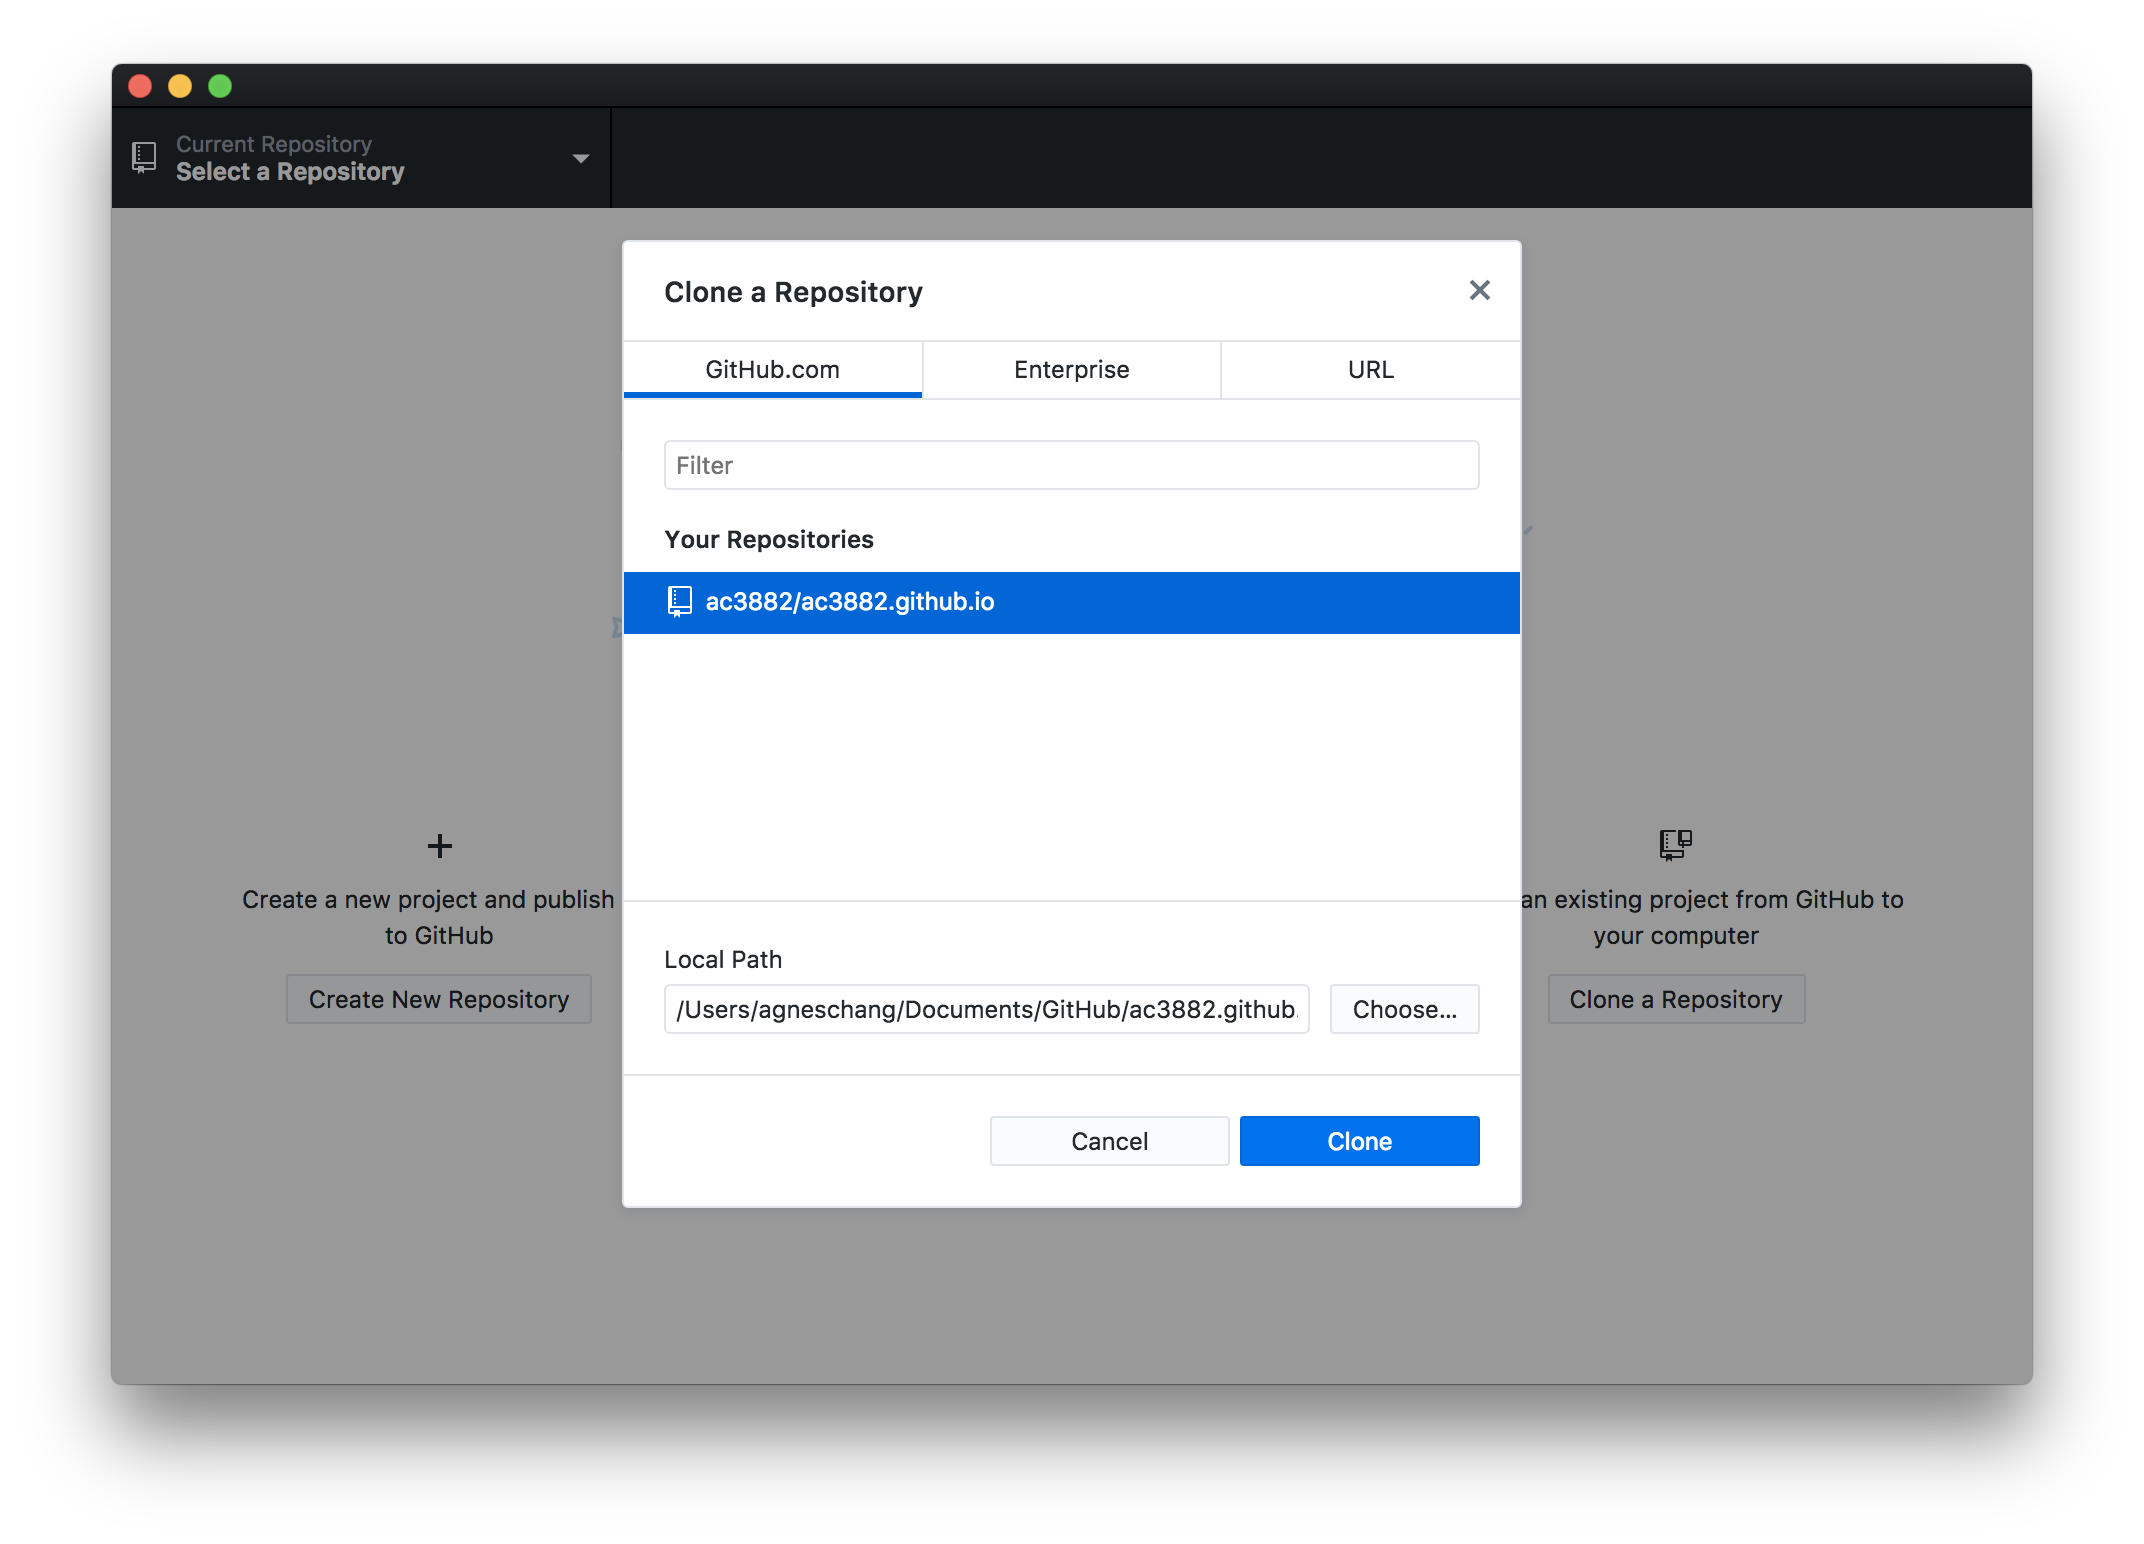 Current Repository
Select a Repository
Clone a Repository
GitHub.com
Enterprise
URL
Filter
Your Repositories
ac3882/ac3882.github.io
Create a new project and publish
to GitHub
Create New Repository
an existing project from GitHub to
your computer
Clone a Repository
Local Path
/Users/agneschang/Documents/GitHub/ac3882.github.
Choose...
Cancel
Clone